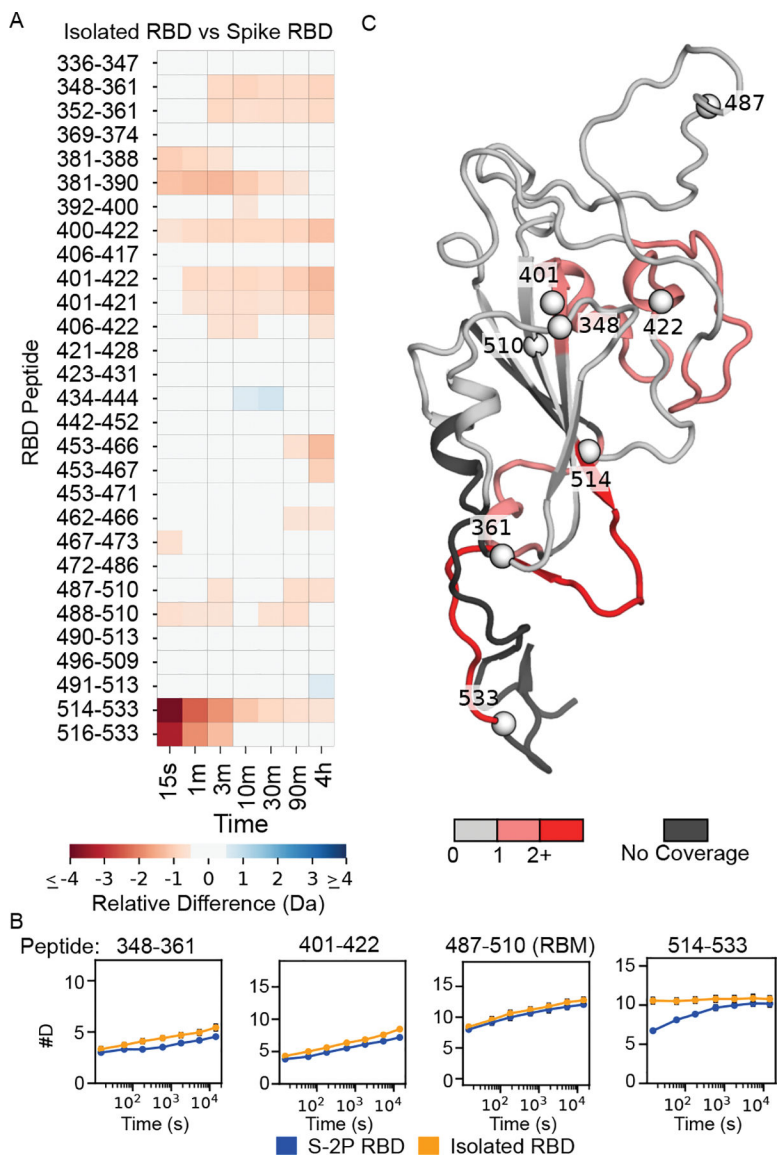 A
Isolated RBD vs Spike RBD
RBD Peptide
336-347
348-361
352-361
369-374
381-388
381-390
392-400
400-422
406-417
401-422
401-421
406-422
421-428
423-431
434-444
442-452
453-466
453-467
453-471
462-466
467-473
472-486
487-510
488-510
490-513
496-509
491-513
514-533
516-533
15s 1m 3m 10m 30m 90m 4h
Time
≤-4 -3 -2 -1 0 1 2 3 ≥4
Relative Difference (Da)
C
487
401
348
422
510
514
361
533
0 1 2+
No Coverage
B
Peptide: 348-361 401-422 487-510 (RBM) 514-533
#D
10
5
0
10² 10³ 10⁴
Time (s)
15
10
5
0
10² 10³ 10⁴
Time (s)
15
10
5
0
10² 10³ 10⁴
Time (s)
15
10
5
0
10² 10³ 10⁴
Time (s)
S-2P RBD Isolated RBD